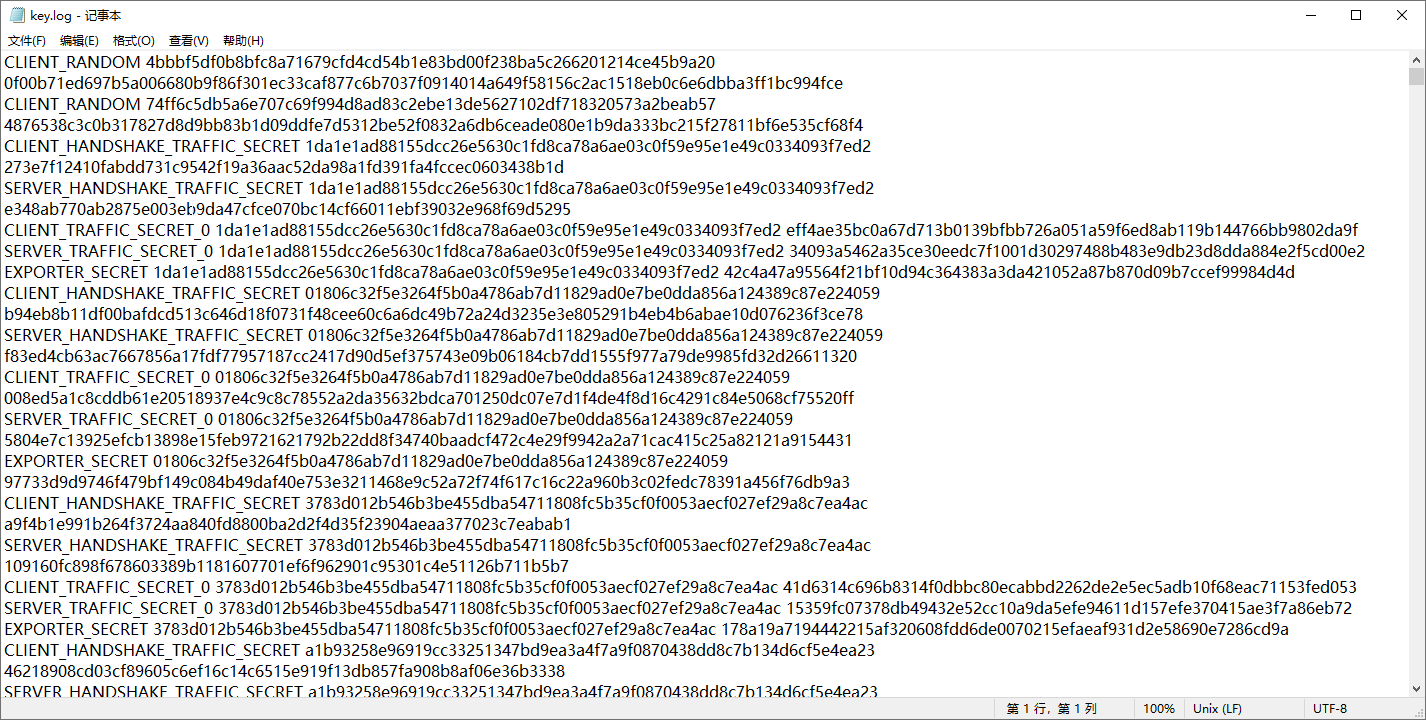 key.log - 记事本
文件(F) 编辑(E) 格式(O) 查看(V) 帮助(H)
CLIENT_RANDOM 4bbbf5df0b8bfc8a71679cfd4cd54b1e83bd00f238ba5c266201214ce45b9a20
0f00b71ed697b5a006680b9f86f301ec33caf877c6b7037f0914014a649f58156c2ac1518eb0c6e6dbba3ff1bc994fce
CLIENT_RANDOM 74ff6c5db5a6e707c69f994d8ad83c2ebe13de5627102df718320573a2beab57
4876538c3c0b317827d8d9bb83b1d09ddfe7d5312be52f0832a6db6ceade080e1b9da333bc215f27811bf6e535cf68f4
CLIENT_HANDSHAKE_TRAFFIC_SECRET 1da1e1ad88155dcc26e5630c1fd8ca78a6ae03c0f59e95e1e49c0334093f7ed2
273e7f12410fabdd731c9542f19a36aac52da98a1fd391fa4fccec0603438b1d
SERVER_HANDSHAKE_TRAFFIC_SECRET 1da1e1ad88155dcc26e5630c1fd8ca78a6ae03c0f59e95e1e49c0334093f7ed2
e348ab770ab2875e003eb9da47cfce070bc14cf66011ebf39032e968f69d5295
CLIENT_TRAFFIC_SECRET_0 1da1e1ad88155dcc26e5630c1fd8ca78a6ae03c0f59e95e1e49c0334093f7ed2 eff4ae35bc0a67d713b0139bfbb726a051a59f6ed8ab119b144766bb9802da9f
SERVER_TRAFFIC_SECRET_0 1da1e1ad88155dcc26e5630c1fd8ca78a6ae03c0f59e95e1e49c0334093f7ed2 34093a5462a35ce30eedc7f1001d30297488b483e9db23d8dda884e2f5cd00e2
EXPORTER_SECRET 1da1e1ad88155dcc26e5630c1fd8ca78a6ae03c0f59e95e1e49c0334093f7ed2 42c4a47a95564f21bf10d94c364383a3da421052a87b870d09b7ccef99984d4d
CLIENT_HANDSHAKE_TRAFFIC_SECRET 01806c32f5e3264f5b0a4786ab7d11829ad0e7be0dda856a124389c87e224059
b94eb8b11df00bafdcd513c646d18f0731f48cee60c6a6dc49b72a24d3235e3e805291b4eb4b6abae10d076236f3ce78
SERVER_HANDSHAKE_TRAFFIC_SECRET 01806c32f5e3264f5b0a4786ab7d11829ad0e7be0dda856a124389c87e224059
f83ed4cb63ac7667856a17fdf77957187cc2417d90d5ef375743e09b06184cb7dd1555f977a79de9985fd32d26611320
CLIENT_TRAFFIC_SECRET_0 01806c32f5e3264f5b0a4786ab7d11829ad0e7be0dda856a124389c87e224059
008ed5a1c8cddb61e20518937e4c9c8c78552a2da35632bdca701250dc07e7d1f4de4f8d16c4291c84e5068cf75520ff
SERVER_TRAFFIC_SECRET_0 01806c32f5e3264f5b0a4786ab7d11829ad0e7be0dda856a124389c87e224059
5804e7c13925efcb13898e15feb9721621792b22dd8f34740baadcf472c4e29f9942a2a71cac415c25a82121a9154431
EXPORTER_SECRET 01806c32f5e3264f5b0a4786ab7d11829ad0e7be0dda856a124389c87e224059
97733d9d9746f479bf149c084b49daf40e753e3211468e9c52a72f74f617c16c22a960b3c02fedc78391a456f76db9a3
CLIENT_HANDSHAKE_TRAFFIC_SECRET 3783d012b546b3be455dba54711808fc5b35cf0f0053aecf027ef29a8c7ea4ac
a9f4b1e991b264f3724aa840fd8800ba2d2f4d35f23904aeaa377023c7eabab1
SERVER_HANDSHAKE_TRAFFIC_SECRET 3783d012b546b3be455dba54711808fc5b35cf0f0053aecf027ef29a8c7ea4ac
109160fc898f678603389b1181607701ef6f962901c95301c4e51126b711b5b7
CLIENT_TRAFFIC_SECRET_0 3783d012b546b3be455dba54711808fc5b35cf0f0053aecf027ef29a8c7ea4ac 41d6314c696b8314f0dbbc80ecabbd2262de2e5ec5adb10f68eac71153fed053
SERVER_TRAFFIC_SECRET_0 3783d012b546b3be455dba54711808fc5b35cf0f0053aecf027ef29a8c7ea4ac 15359fc07378db49432e52cc10a9da5efe94611d157efe370415ae3f7a86eb72
EXPORTER_SECRET 3783d012b546b3be455dba54711808fc5b35cf0f0053aecf027ef29a8c7ea4ac 178a19a7194442215af320608fdd6de0070215efaeaf931d2e58690e7286cd9a
CLIENT_HANDSHAKE_TRAFFIC_SECRET a1b93258e96919cc33251347bd9ea3a4f7a9f0870438dd8c7b134d6cf5e4ea23
46218908cd03cf89605c6ef16c14c6515e919f13db857fa908b8af06e36b3338
SERVER_HANDSHAKE_TRAFFIC_SECRET a1b93258e96919cc33251347bd9ea3a4f7a9f0870438dd8c7b134d6cf5e4ea23
第 1 行，第 1 列 100% Unix (LF) UTF-8